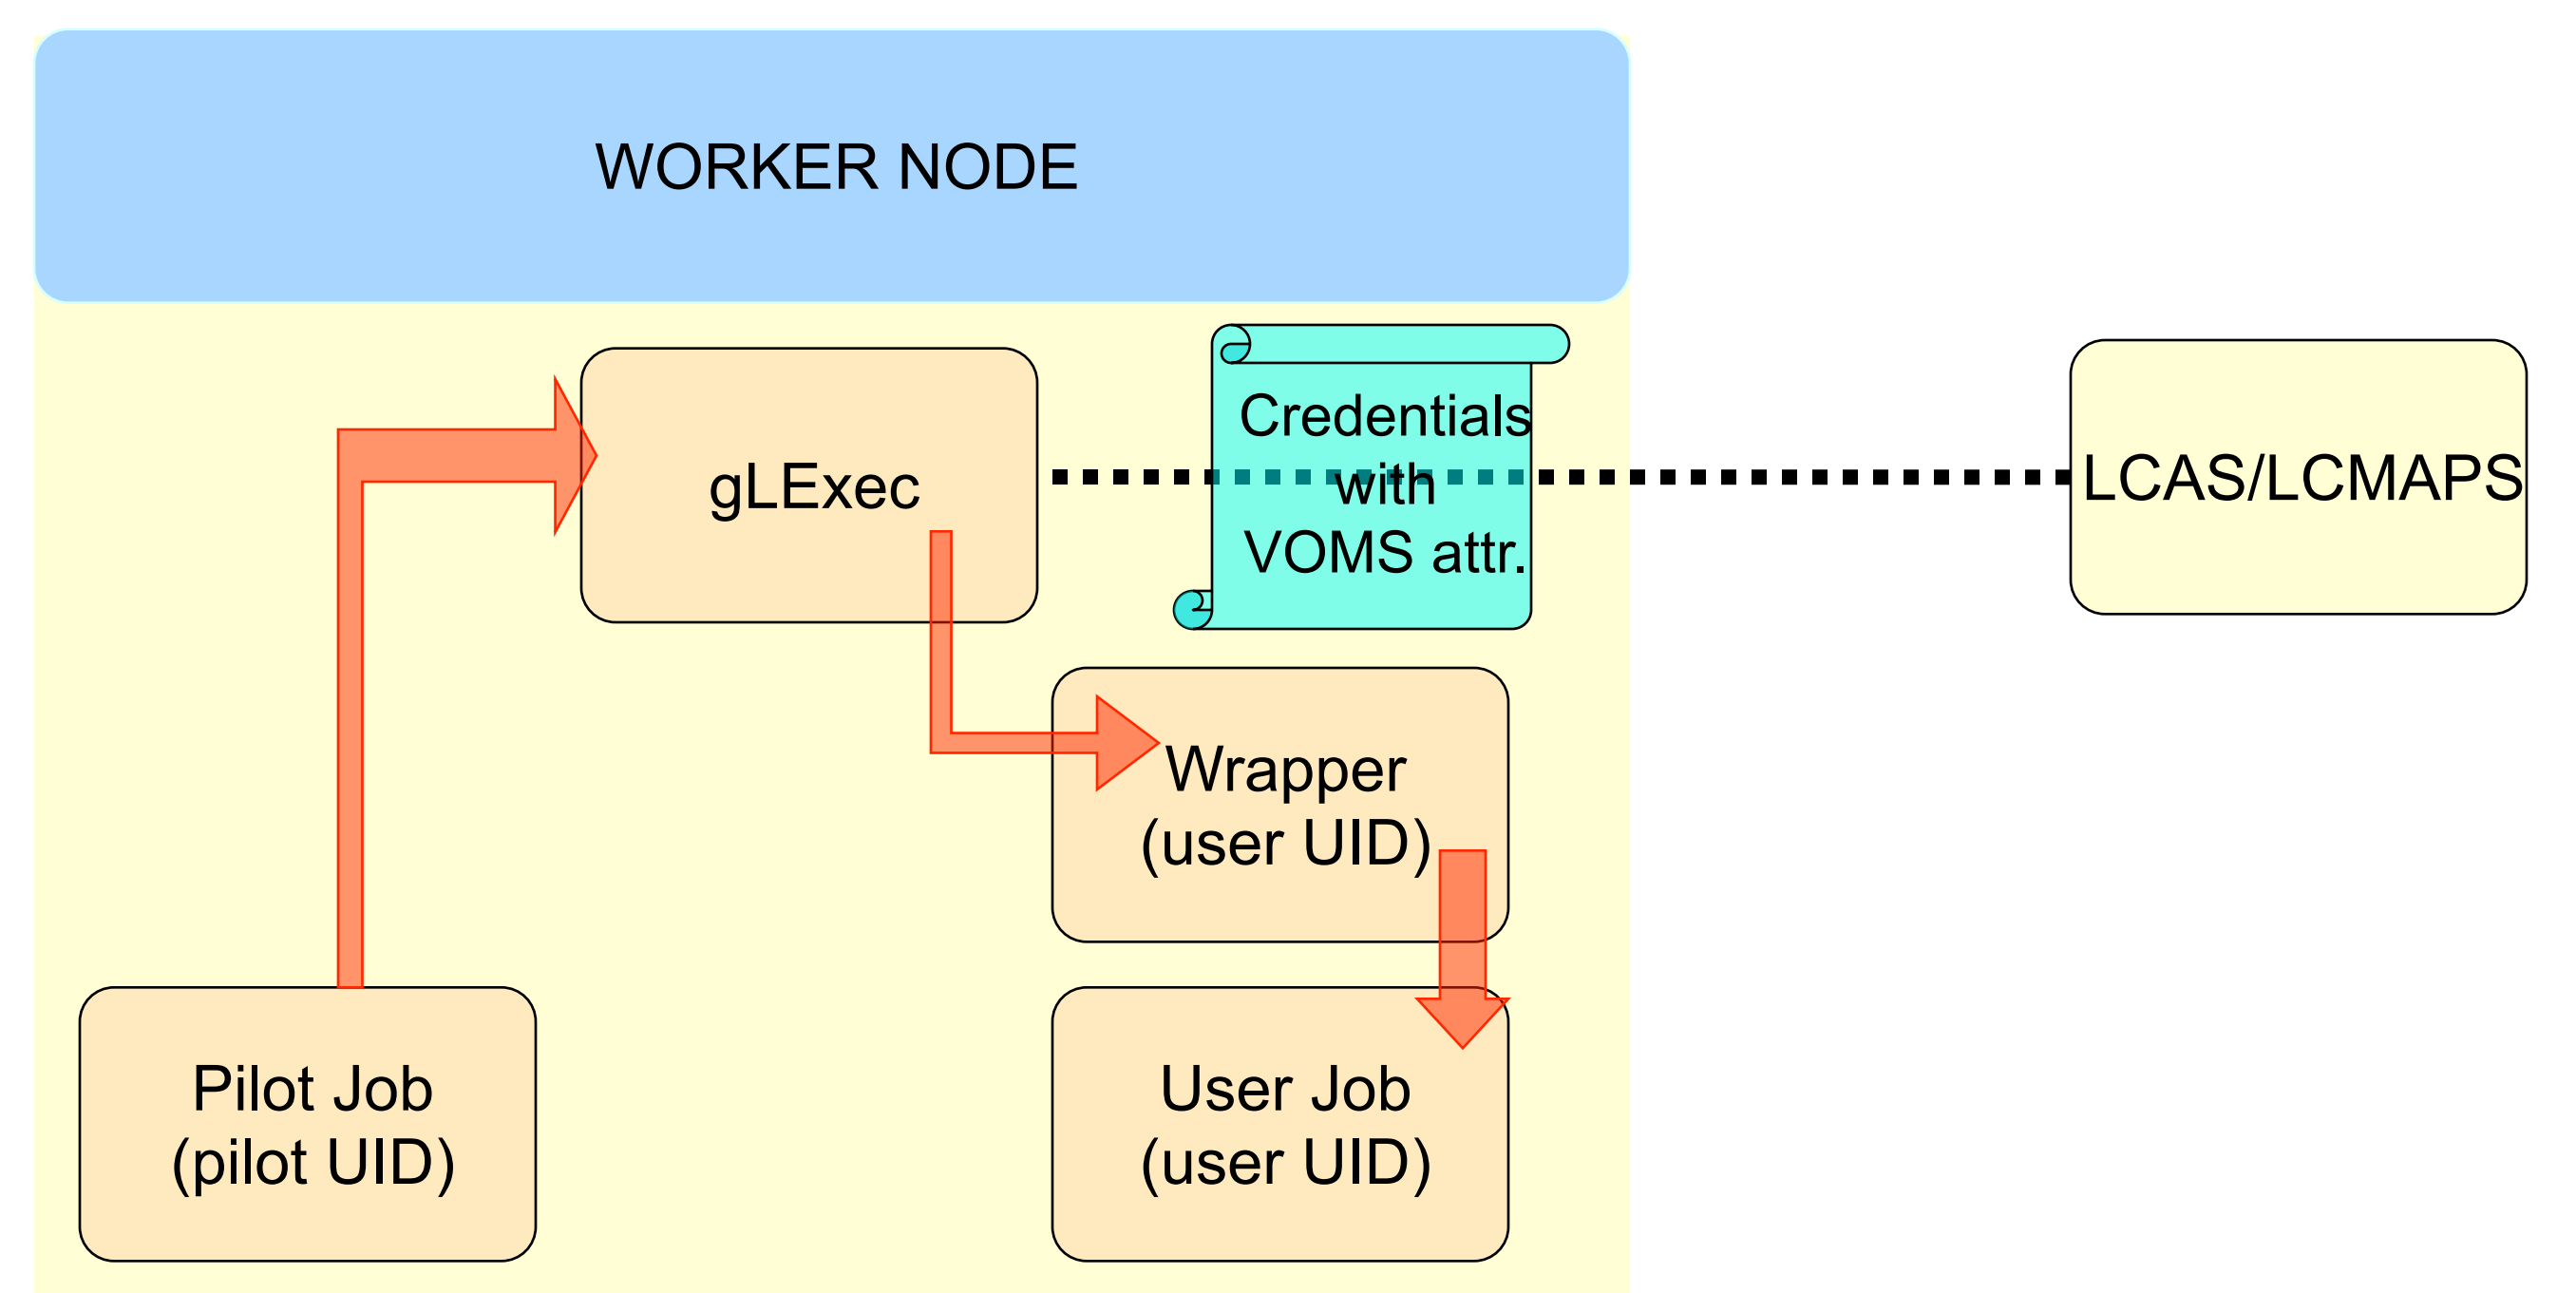 WORKER NODE
gLExec
Credentials
with
VOMS attr.
LCAS/LCMAPS
Wrapper
(user UID)
Pilot Job
(pilot UID)
User Job
(user UID)